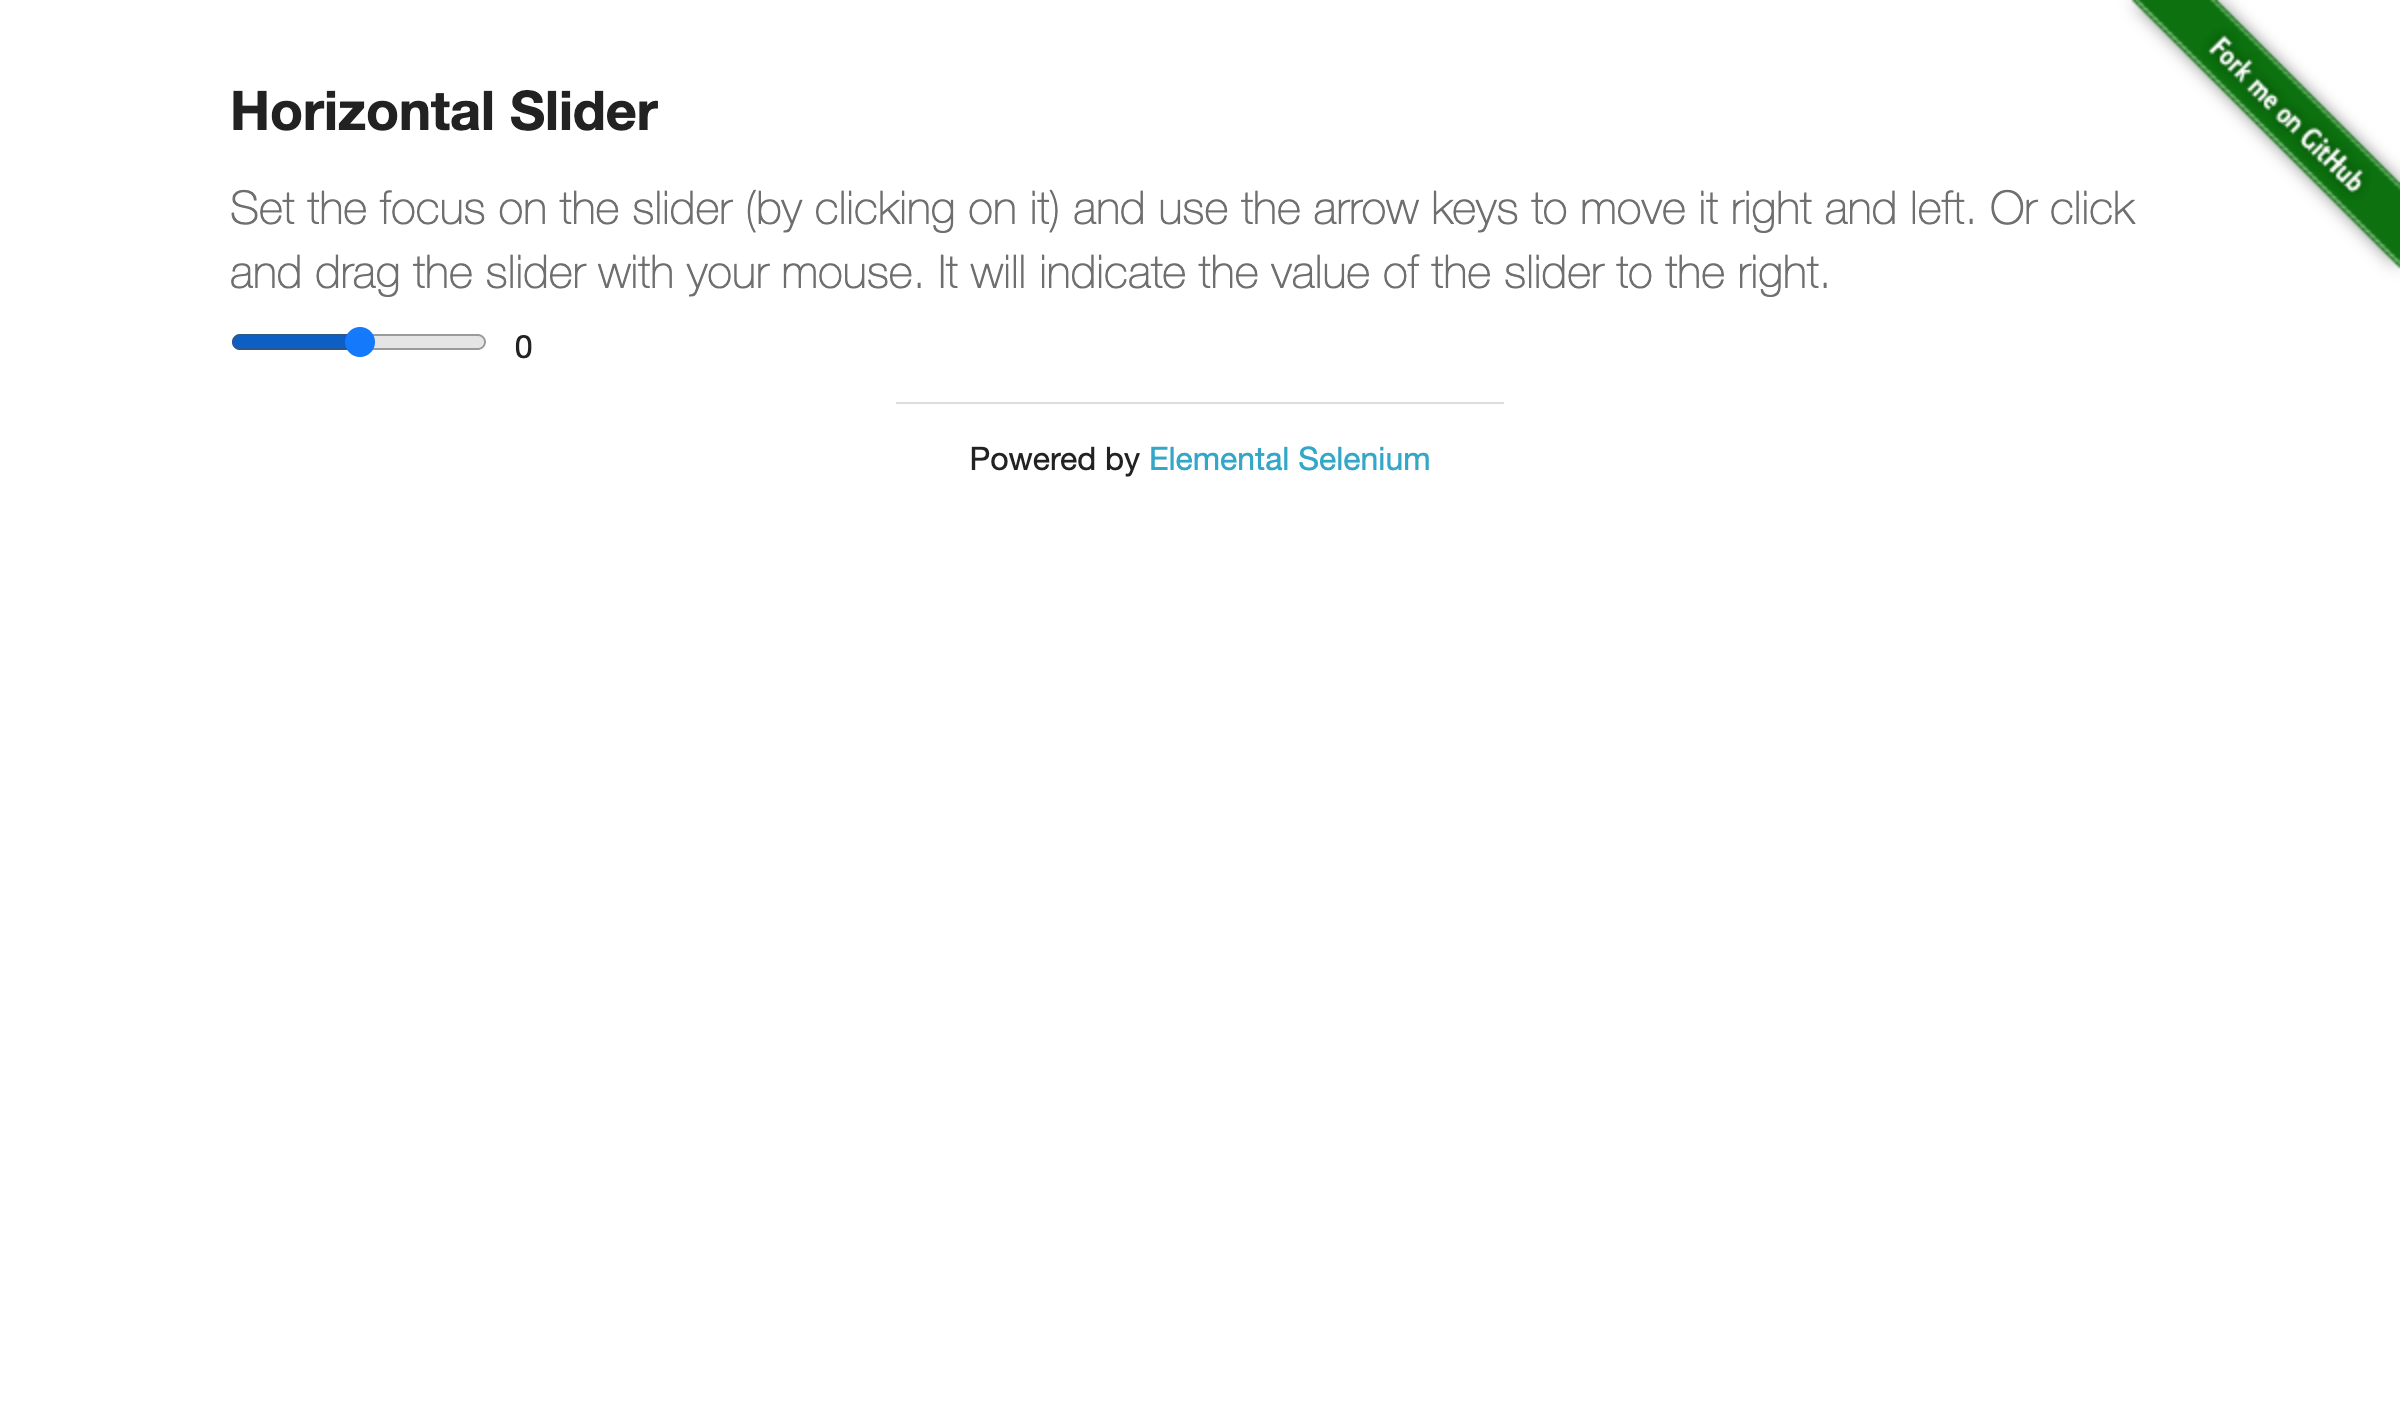 Fork me on GitHub
Horizontal Slider
Set the focus on the slider (by clicking on it) and use the arrow keys to move it right and left. Or click
and drag the slider with your mouse. It will indicate the value of the slider to the right.
0
Powered by Elemental Selenium